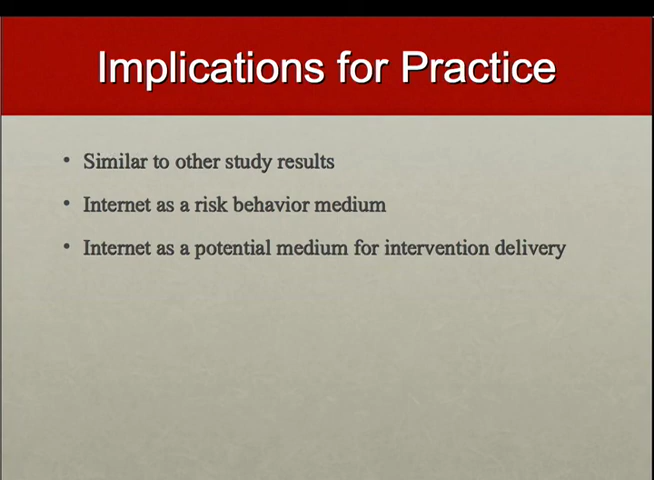 Implications for Practice
• Similar to other study results
• Internet as a risk behavior medium
• Internet as a potential medium for intervention delivery